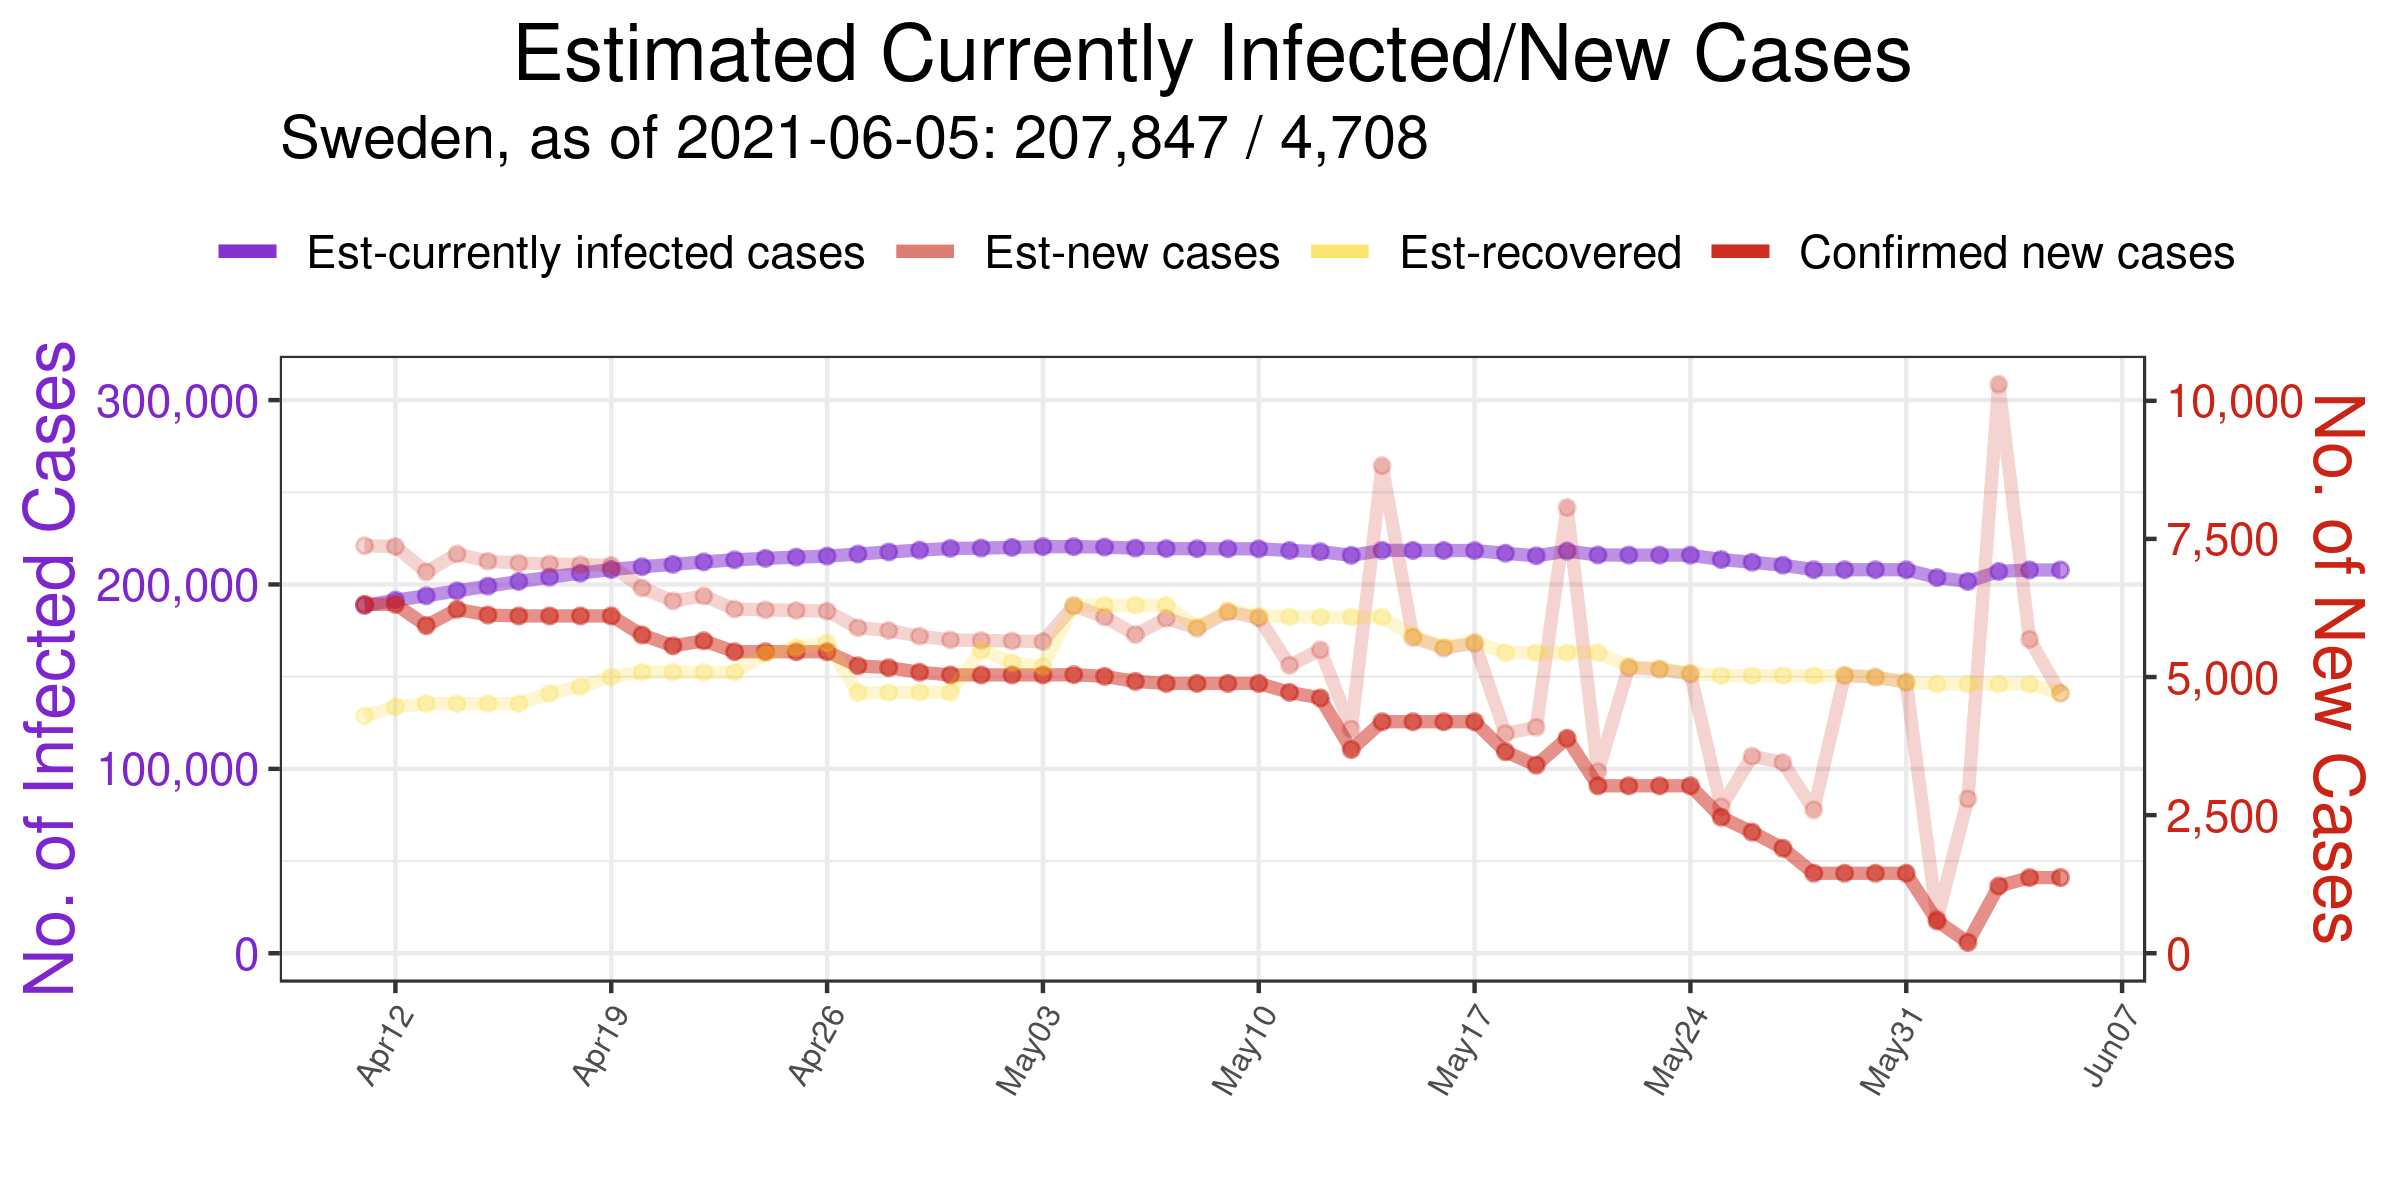 Estimated Currently Infected/New Cases
Sweden, as of 2021-06-05: 207,847 / 4,708
Est-currently infected cases Est-new cases Est-recovered Confirmed new cases
No. of Infected Cases
300,000
200,000
100,000
0
10,000
7,500
5,000
2,500
0
No. of New Cases
Apr12 Apr19 Apr26 May03 May10 May17 May24 May31 Jun07